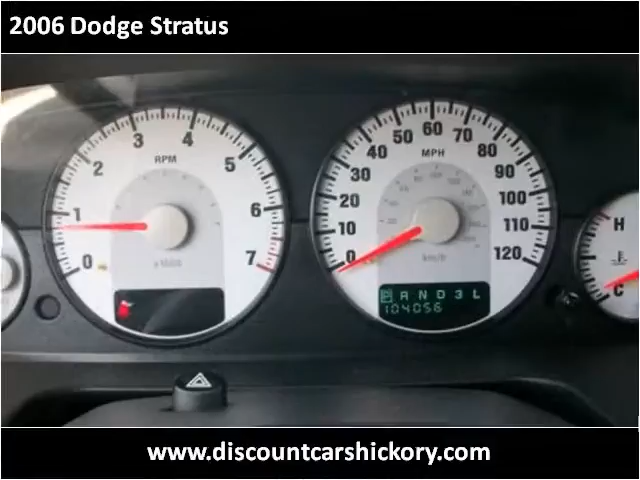 2006 Dodge Stratus
0 1 2 3 4 5 6 7
RPM
x1000
0 10 20 30 40 50 60 70 80 90 100 110 120
MPH
km/h
P R N D 3 L
104056
H
F
C
www.discountcarshickory.com